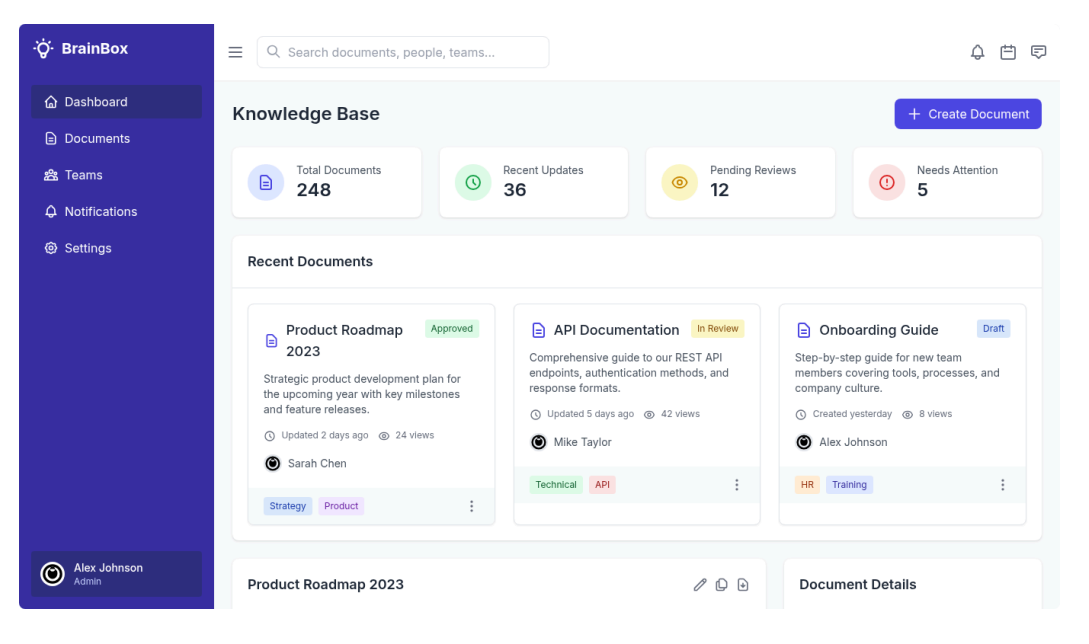 BrainBox
Dashboard
Documents
Teams
Notifications
Settings
Alex Johnson
Admin
Search documents, people, teams...
Knowledge Base
Create Document
Total Documents
248
Recent Updates
36
Pending Reviews
12
Needs Attention
5
Recent Documents
Product Roadmap
2023
Approved
Strategic product development plan for
the upcoming year with key milestones
and feature releases.
Updated 2 days ago 24 views
Sarah Chen
Strategy Product
API Documentation
In Review
Comprehensive guide to our REST API
endpoints, authentication methods, and
response formats.
Updated 5 days ago 42 views
Mike Taylor
Technical API
Onboarding Guide
Draft
Step-by-step guide for new team
members covering tools, processes, and
company culture.
Created yesterday 8 views
Alex Johnson
HR Training
Product Roadmap 2023
Document Details